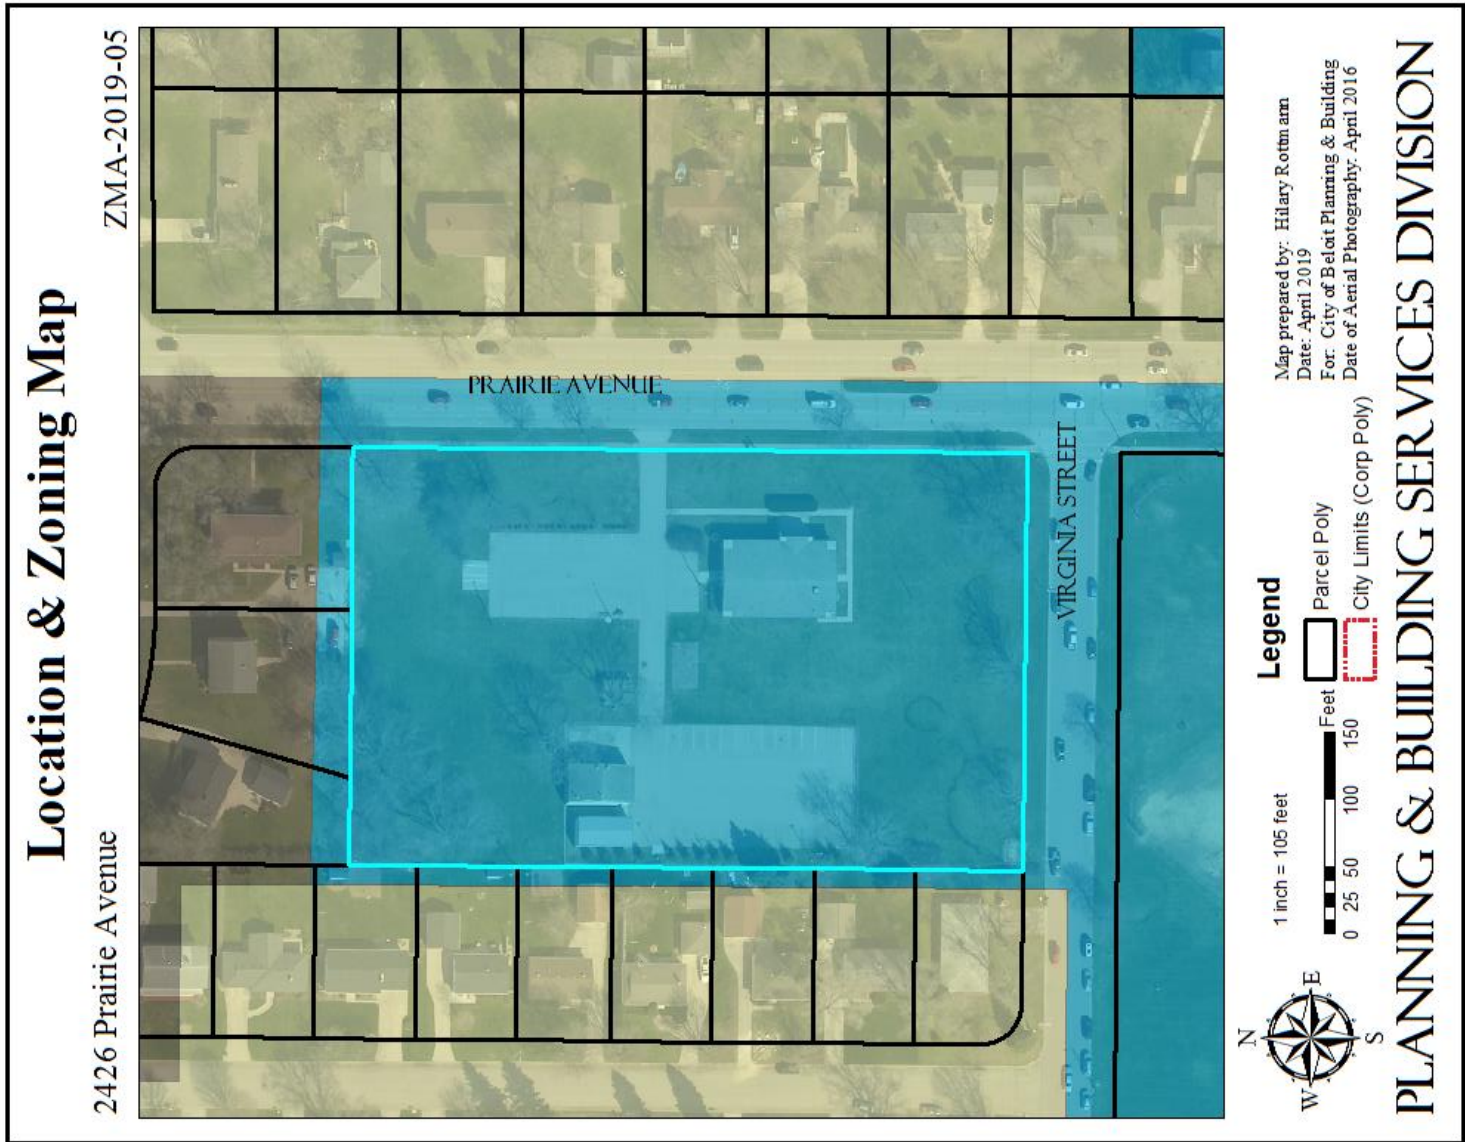 Location & Zoning Map
2426 Prairie Avenue
ZMA-2019-05
PRAIRIE AVENUE
VIRGINIA STREET
N
W
E
S
1 inch = 105 feet
0 25 50 100 150
Feet
Legend
Parcel Poly
City Limits (Corp Poly)
Map prepared by: Hilary Rottmann
Date: April 2019
For: City of Beloit Planning & Building
Date of Aerial Photography: April 2016
PLANNING & BUILDING SERVICES DIVISION